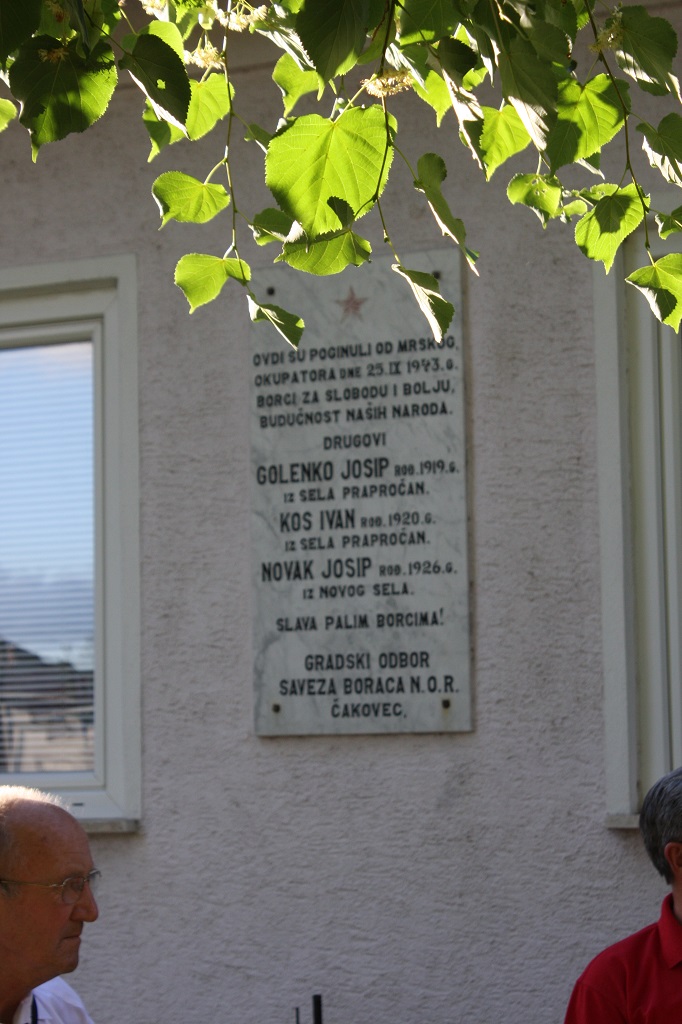 OVDI SU POGINULI OD MRSKOG,
OKUPATORA DNE 25.IX 1943.G.
BORCI ZA SLOBODU I BOLJU,
BUDUĆNOST NAŠIH NARODA.
DRUGOVI
GOLENKO JOSIP ROĐ.1919.G.
IZ SELA PRAPROČAN.
KOS IVAN ROĐ.1920.G.
IZ SELA PRAPROČAN.
NOVAK JOSIP ROĐ.1926.G.
IZ NOVOG SELA.
SLAVA PALIM BORCIMA!
GRADSKI ODBOR
SAVEZA BORACA N.O.R.
ČAKOVEC.